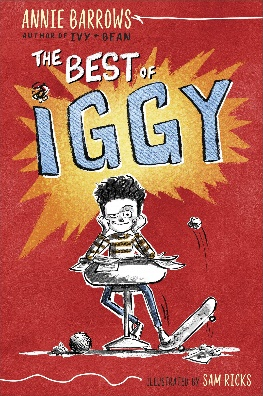 ANNIE BARROWS
AUTHOR OF IVY + BEAN
THE BEST OF
IGGY
ILLUSTRATED BY SAM RICKS